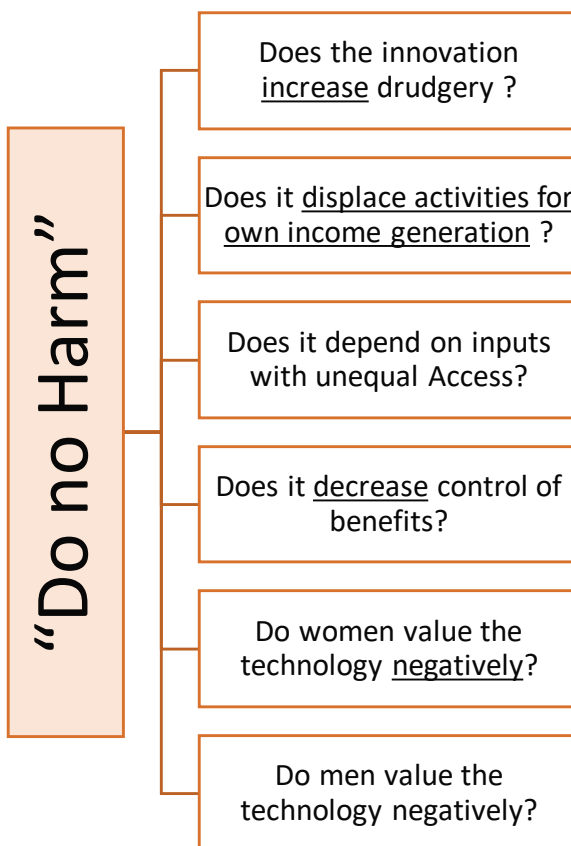 “Do no Harm”
Does the innovation
increase drudgery ?
Does it displace activities for
own income generation ?
Does it depend on inputs
with unequal Access?
Does it decrease control of
benefits?
Do women value the
technology negatively?
Do men value the
technology negatively?